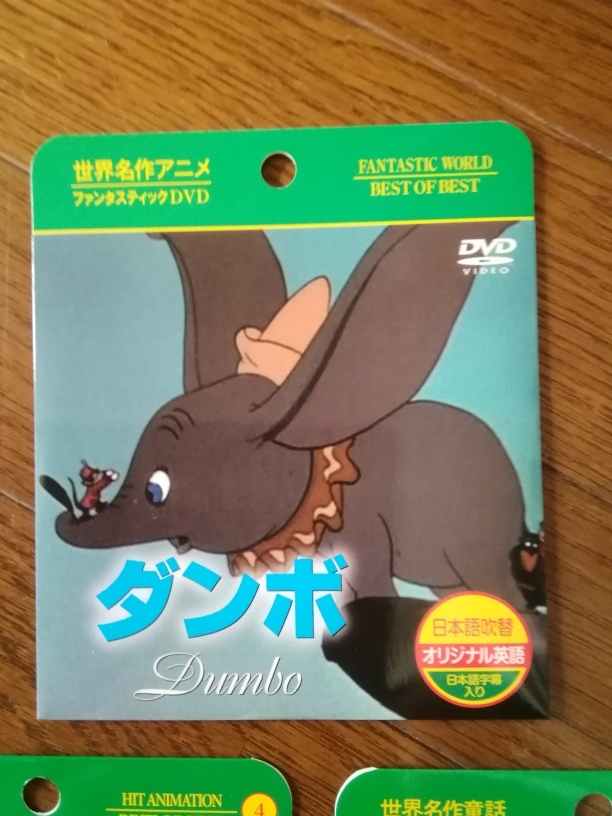 世界名作アニメ
ファンタスティックDVD
FANTASTIC WORLD
BEST OF BEST
DVD
VIDEO
ダンボ
Dumbo
日本語吹替
オリジナル英語
日本語字幕
入り
HIT ANIMATION
4
世界名作童話